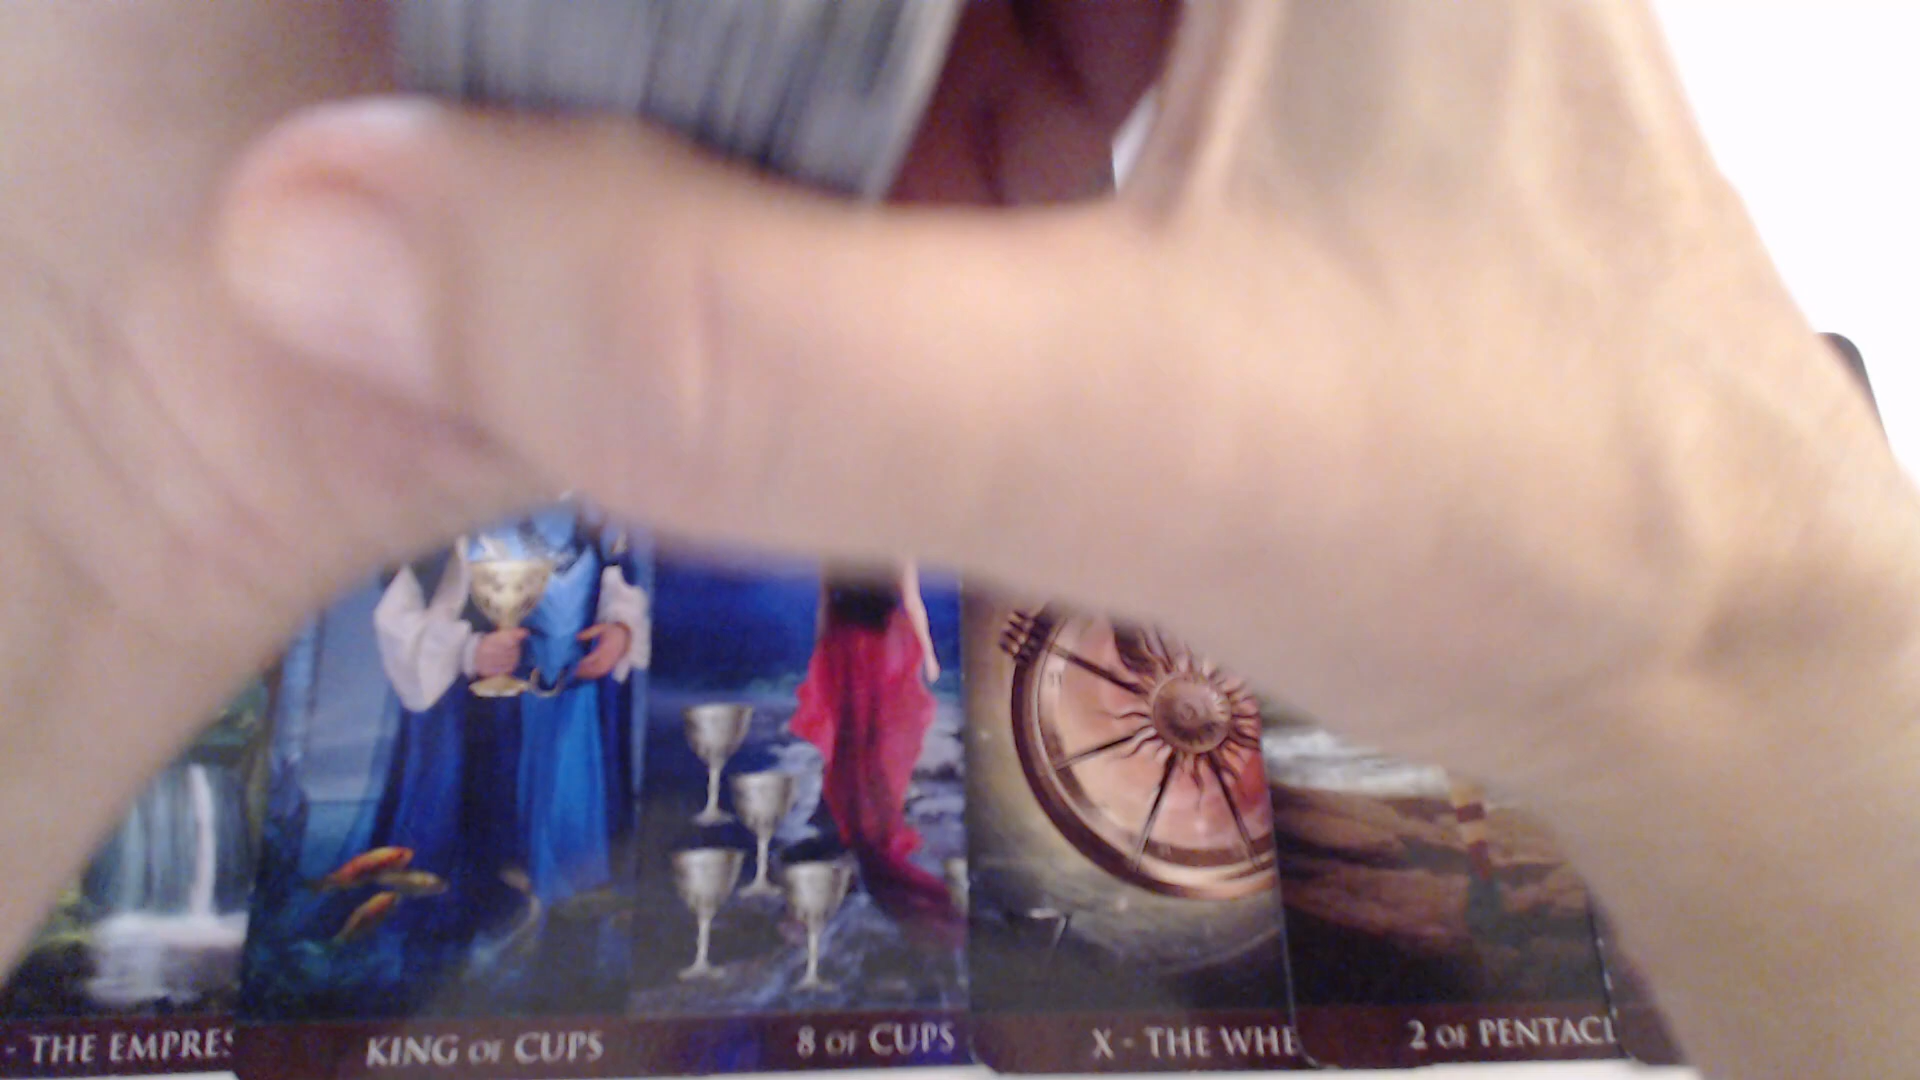 - THE EMPRES
KING OF CUPS
8 OF CUPS
X - THE WHE
2 OF PENTACL